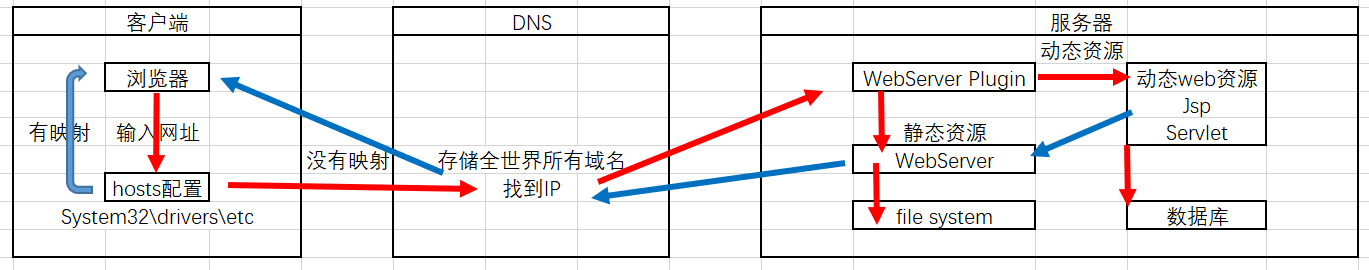 客户端
浏览器
有映射
输入网址
hosts配置
System32\drivers\etc
没有映射
DNS
存储全世界所有域名
找到IP
服务器
动态资源
WebServer Plugin
静态资源
WebServer
file system
动态web资源
Jsp
Servlet
数据库